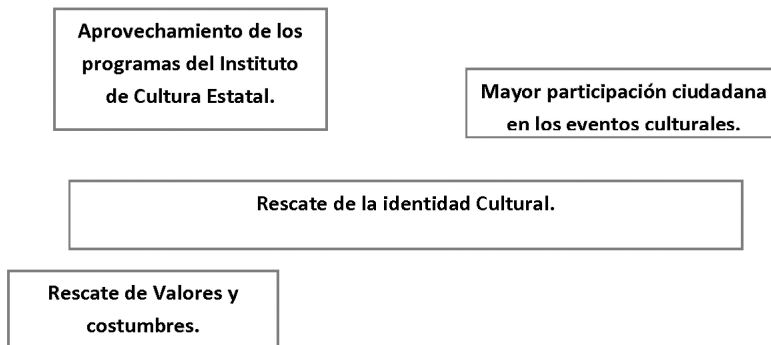 Aprovechamiento de los
programas del Instituto
de Cultura Estatal.
Mayor participación ciudadana
en los eventos culturales.
Rescate de la identidad Cultural.
Rescate de Valores y
costumbres.